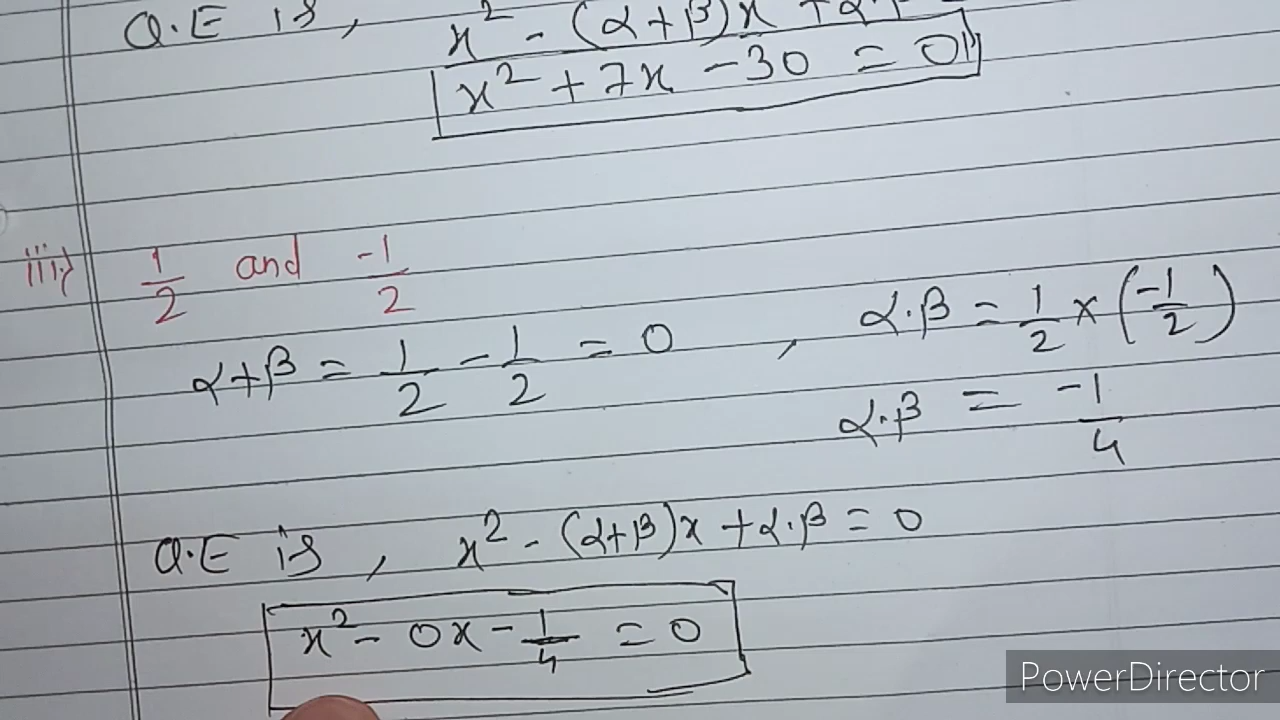 Q.E is, x² - (α+β)x + α.
x² + 7x - 30 = 0
iii) 1/2 and -1/2
α+β = 1/2 - 1/2 = 0 , α.β = 1/2 × (-1/2)
α.β = -1/4
Q.E is, x² - (α+β)x + α.β = 0
x² - 0x - 1/4 = 0
PowerDirector